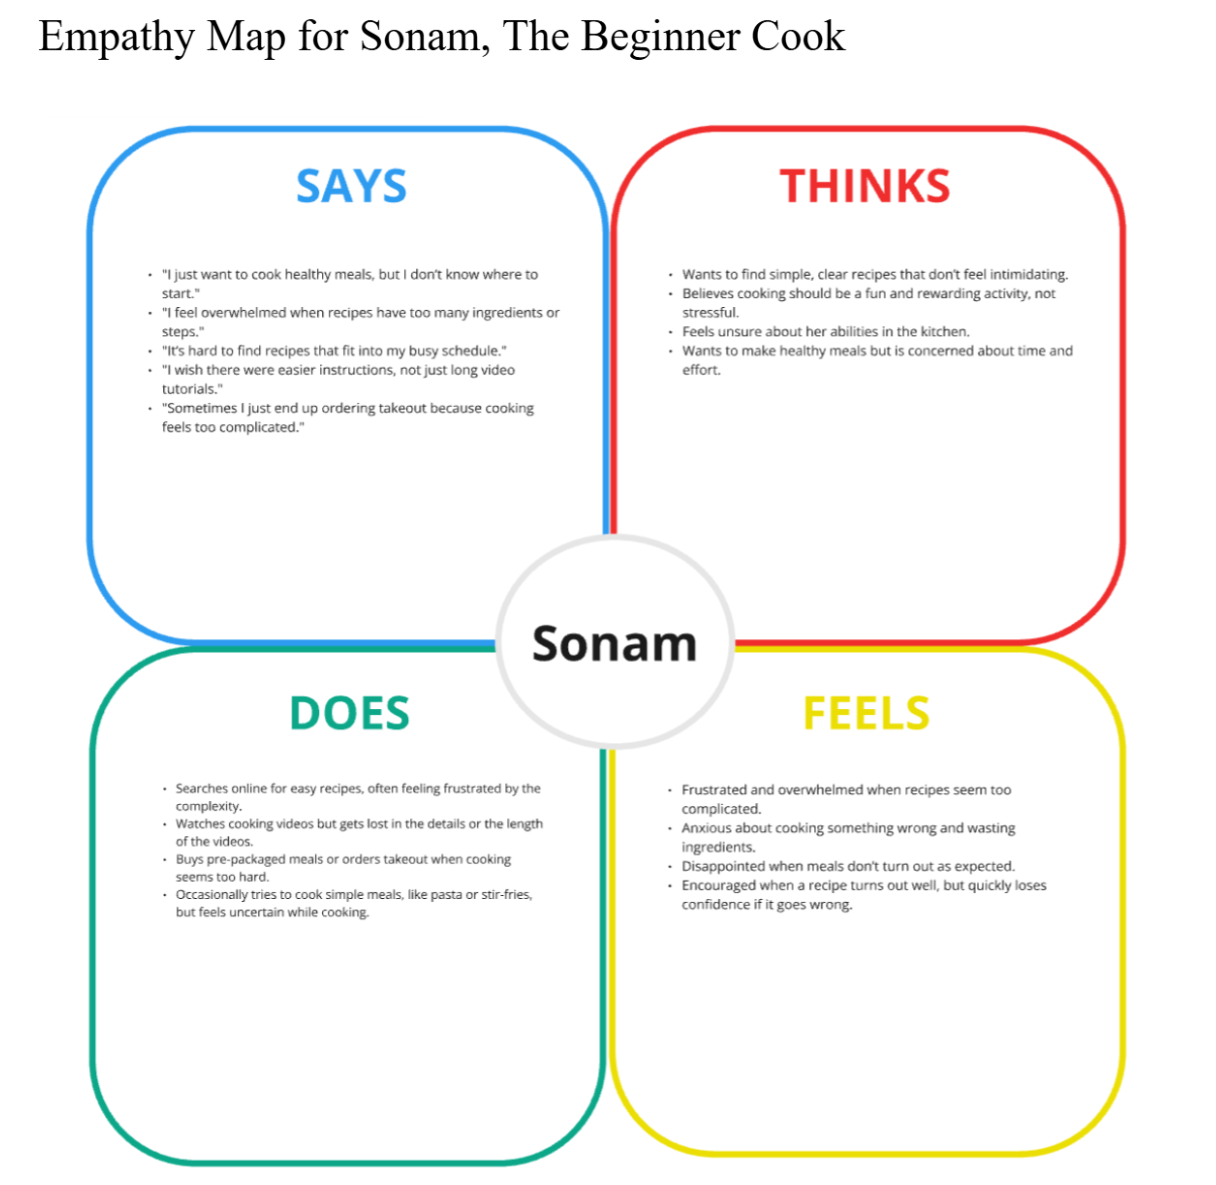 Empathy Map for Sonam, The Beginner Cook
SAYS
• "I just want to cook healthy meals, but I don't know where to
start."
• "I feel overwhelmed when recipes have too many ingredients or
steps."
• "It's hard to find recipes that fit into my busy schedule."
• "I wish there were easier instructions, not just long video
tutorials."
• "Sometimes I just end up ordering takeout because cooking
feels too complicated."
THINKS
• Wants to find simple, clear recipes that don't feel intimidating.
• Believes cooking should be a fun and rewarding activity, not
stressful.
• Feels unsure about her abilities in the kitchen.
• Wants to make healthy meals but is concerned about time and
effort.
Sonam
DOES
• Searches online for easy recipes, often feeling frustrated by the
complexity.
• Watches cooking videos but gets lost in the details or the length
of the videos.
• Buys pre-packaged meals or orders takeout when cooking
seems too hard.
• Occasionally tries to cook simple meals, like pasta or stir-fries,
but feels uncertain while cooking.
FEELS
• Frustrated and overwhelmed when recipes seem too
complicated.
• Anxious about cooking something wrong and wasting
ingredients.
• Disappointed when meals don't turn out as expected.
• Encouraged when a recipe turns out well, but quickly loses
confidence if it goes wrong.